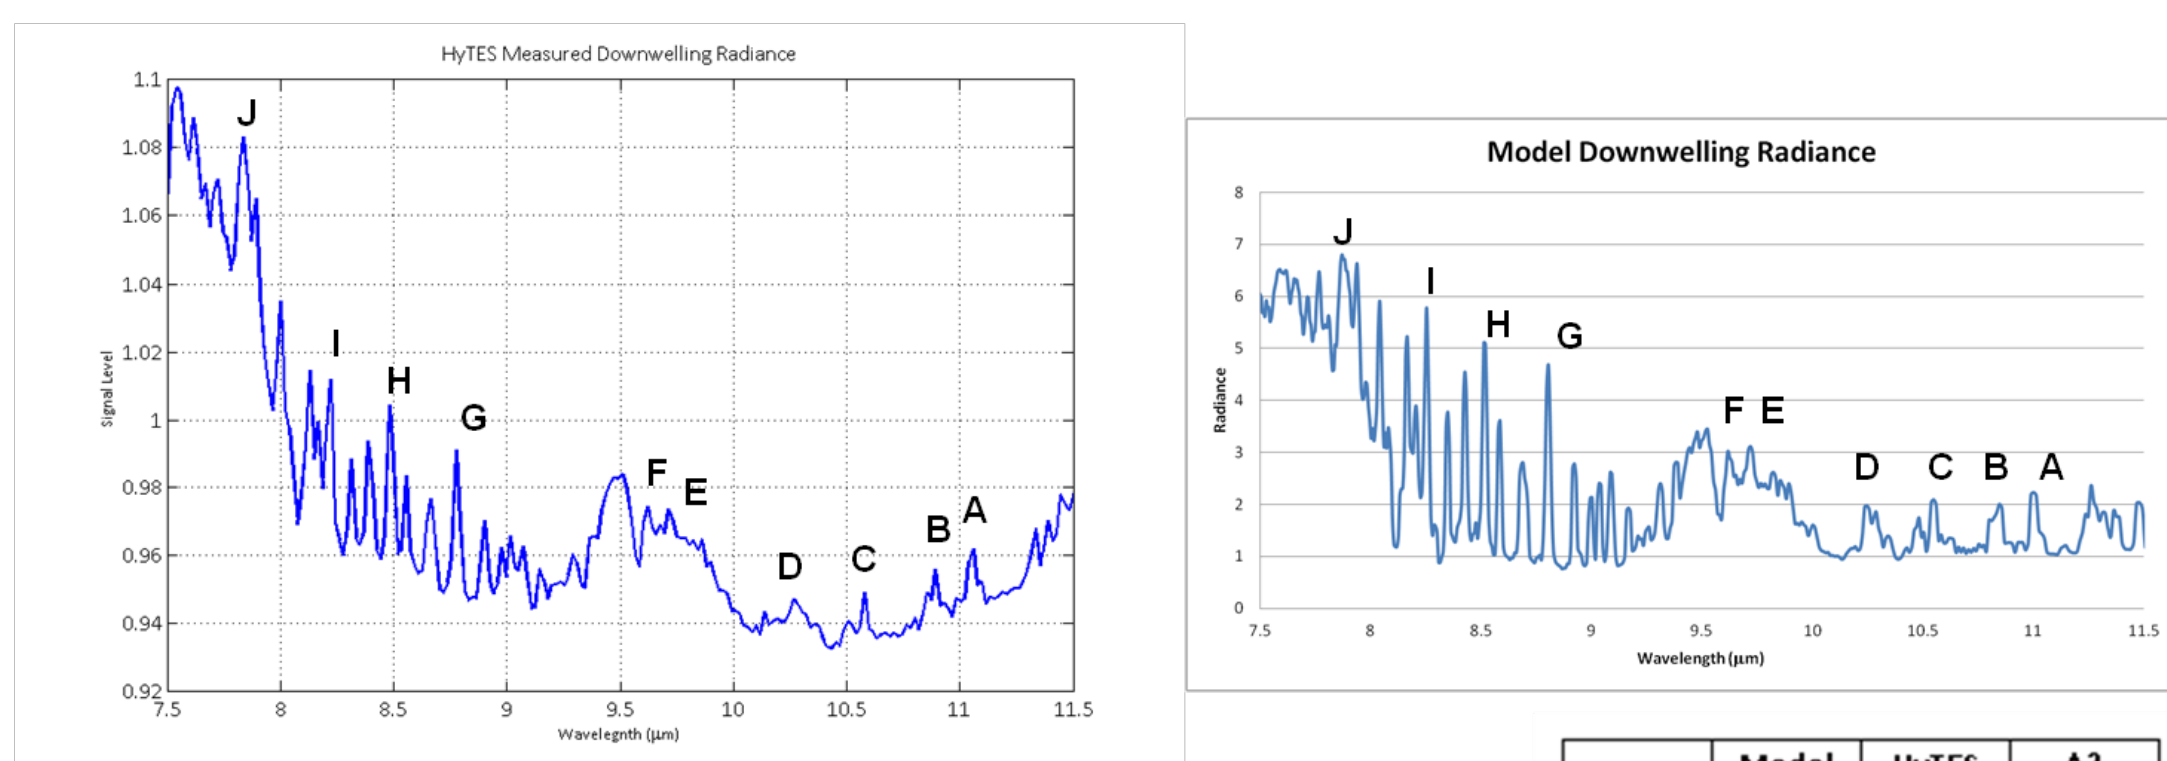 HyTES Measured Downwelling Radiance
1.1
1.08
1.06
1.04
1.02
1
0.98
0.96
0.94
0.92
Signal Level
J
I
H
G
F
E
D
C
B
A
7.5 8 8.5 9 9.5 10 10.5 11 11.5
Wavelegnth (μm)
Model Downwelling Radiance
8
7
6
5
4
3
2
1
0
Radiance
J
I
H
G
F E
D C B A
7.5 8 8.5 9 9.5 10 10.5 11 11.5
Wavelength (μm)
Model HyTES